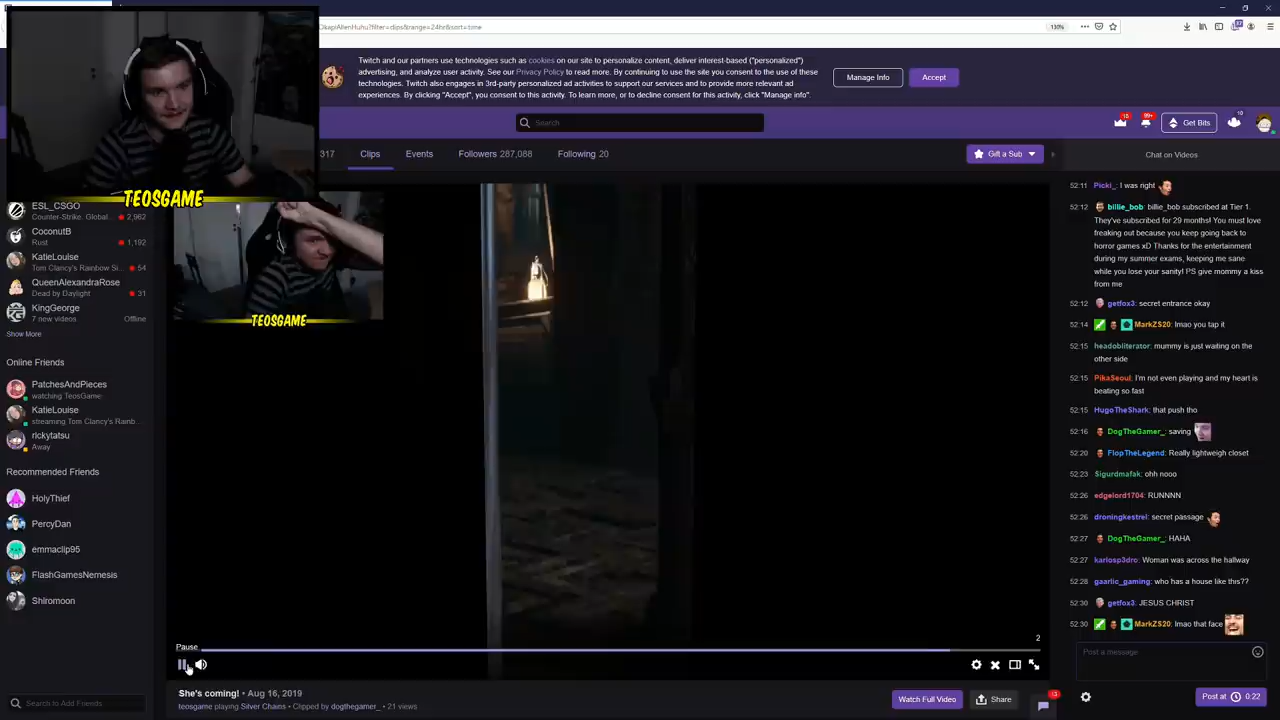 OkapiAllenHuhu?filter=clips&range=24hr&sort=time
130%
Twitch and our partners use technologies such as cookies on our site to personalize content, deliver interest-based ("personalized")
advertising, and analyze user activity. See our Privacy Policy to read more. By continuing to use the site you consent to the use of these
technologies. Twitch also engages in 3rd-party personalized ad activities to support our services and to provide more relevant ad
experiences. By clicking "Accept", you consent to this activity. To learn more, or to decline consent for this activity, click "Manage info".
Manage Info
Accept
Search
15
99+
Get Bits
10
317
Clips
Events
Followers 287,088
Following 20
Gift a Sub
Chat on Videos
TEOSGAME
ESL_CSGO
Counter-Strike: Global...
2,962
CoconutB
Rust
1,192
KatieLouise
Tom Clancy's Rainbow Si...
54
QueenAlexandraRose
Dead by Daylight
31
KingGeorge
7 new videos
Offline
Show More
Online Friends
PatchesAndPieces
watching TeosGame
KatieLouise
streaming Tom Clancy's Rainb...
rickytatsu
Away
Recommended Friends
HolyThief
PercyDan
emmaclip95
FlashGamesNemesis
Shiromoon
Search to Add Friends
TEOSGAME
Pause
2
She's coming! • Aug 16, 2019
teosgame playing Silver Chains • Clipped by dogthegamer_ • 21 views
Watch Full Video
Share
52:11 Picki_: I was right
52:12 billie_bob: billie_bob subscribed at Tier 1.
They've subscribed for 29 months! You must love
freaking out because you keep going back to
horror games xD Thanks for the entertainment
during my summer exams, keeping me sane
while you lose your sanity! PS give mommy a kiss
from me
52:12 getfox3: secret entrance okay
52:14 MarkZS20: lmao you tap it
52:15 headobliterator: mummy is just waiting on the
other side
52:15 PikaSeoul: I'm not even playing and my heart is
beating so fast
52:15 HugoTheShark: that push tho
52:16 DogTheGamer_: saving
52:20 FlopTheLegend: Really lightweigh closet
52:23 Sigurdmafak: ohh nooo
52:26 edgelord1704: RUNNNN
52:26 droningkestrel: secret passage
52:27 DogTheGamer_: HAHA
52:27 karlosp3dro: Woman was across the hallway
52:28 gaarlic_gaming: who has a house like this??
52:30 getfox3: JESUS CHRIST
52:30 MarkZS20: lmao that face
Post a message
Post at 0:22